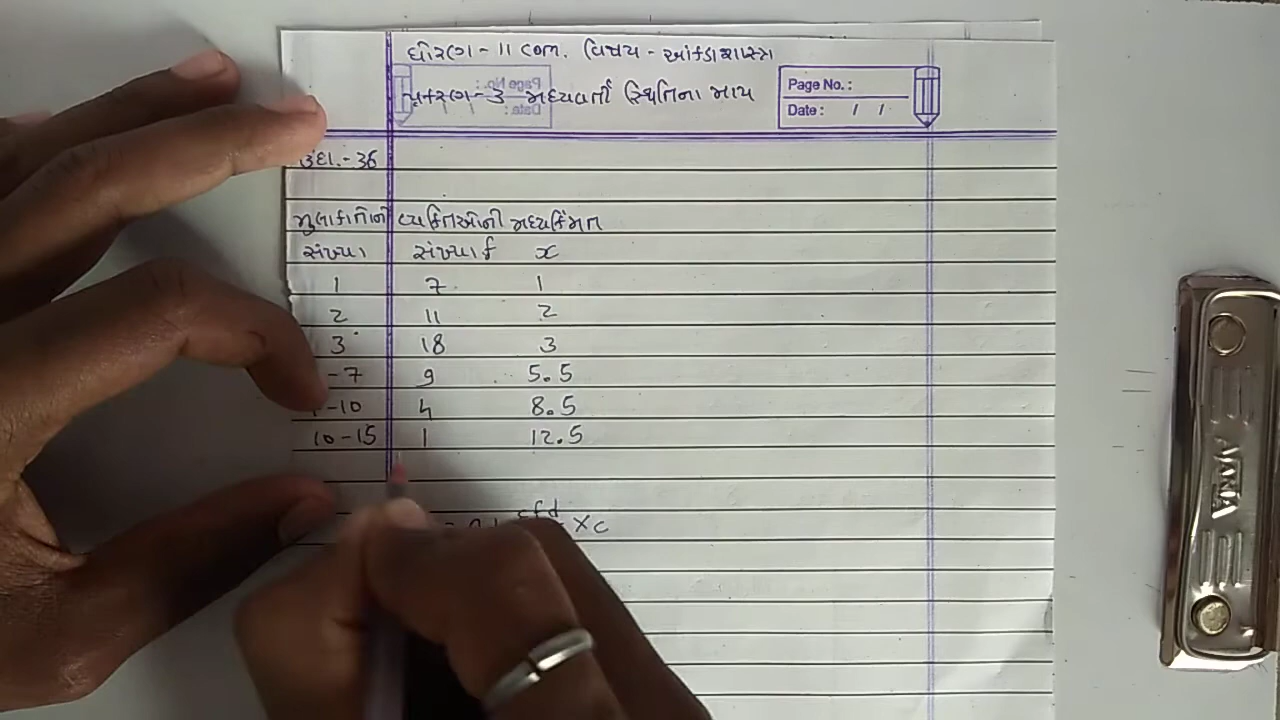 ધોરણ - 11 com. વિષય - આંકડાશાસ્ત્ર
પ્રકરણ - 3 મધ્યવર્તી સ્થિતિના માપ
Page No. :
Date : / /
ઉદા. - 36
મુલાકાતોની વ્યક્તિઓની મધ્યકિંમત
સંખ્યા સંખ્યા f x
1 7 1
2 11 2
3 18 3
- 7 9 5.5
- 10 4 8.5
10 - 15 1 12.5
× c
AJANTA